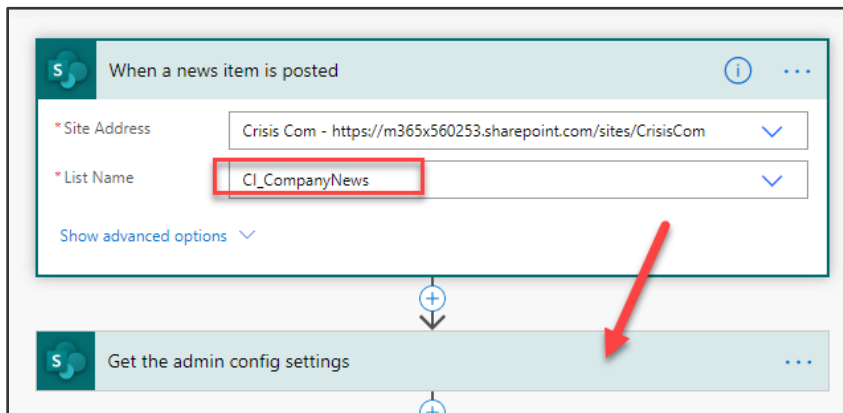 S When a news item is posted
*Site Address Crisis Com - https://m365x560253.sharepoint.com/sites/CrisisCom
*List Name CI_CompanyNews
Show advanced options
S Get the admin config settings